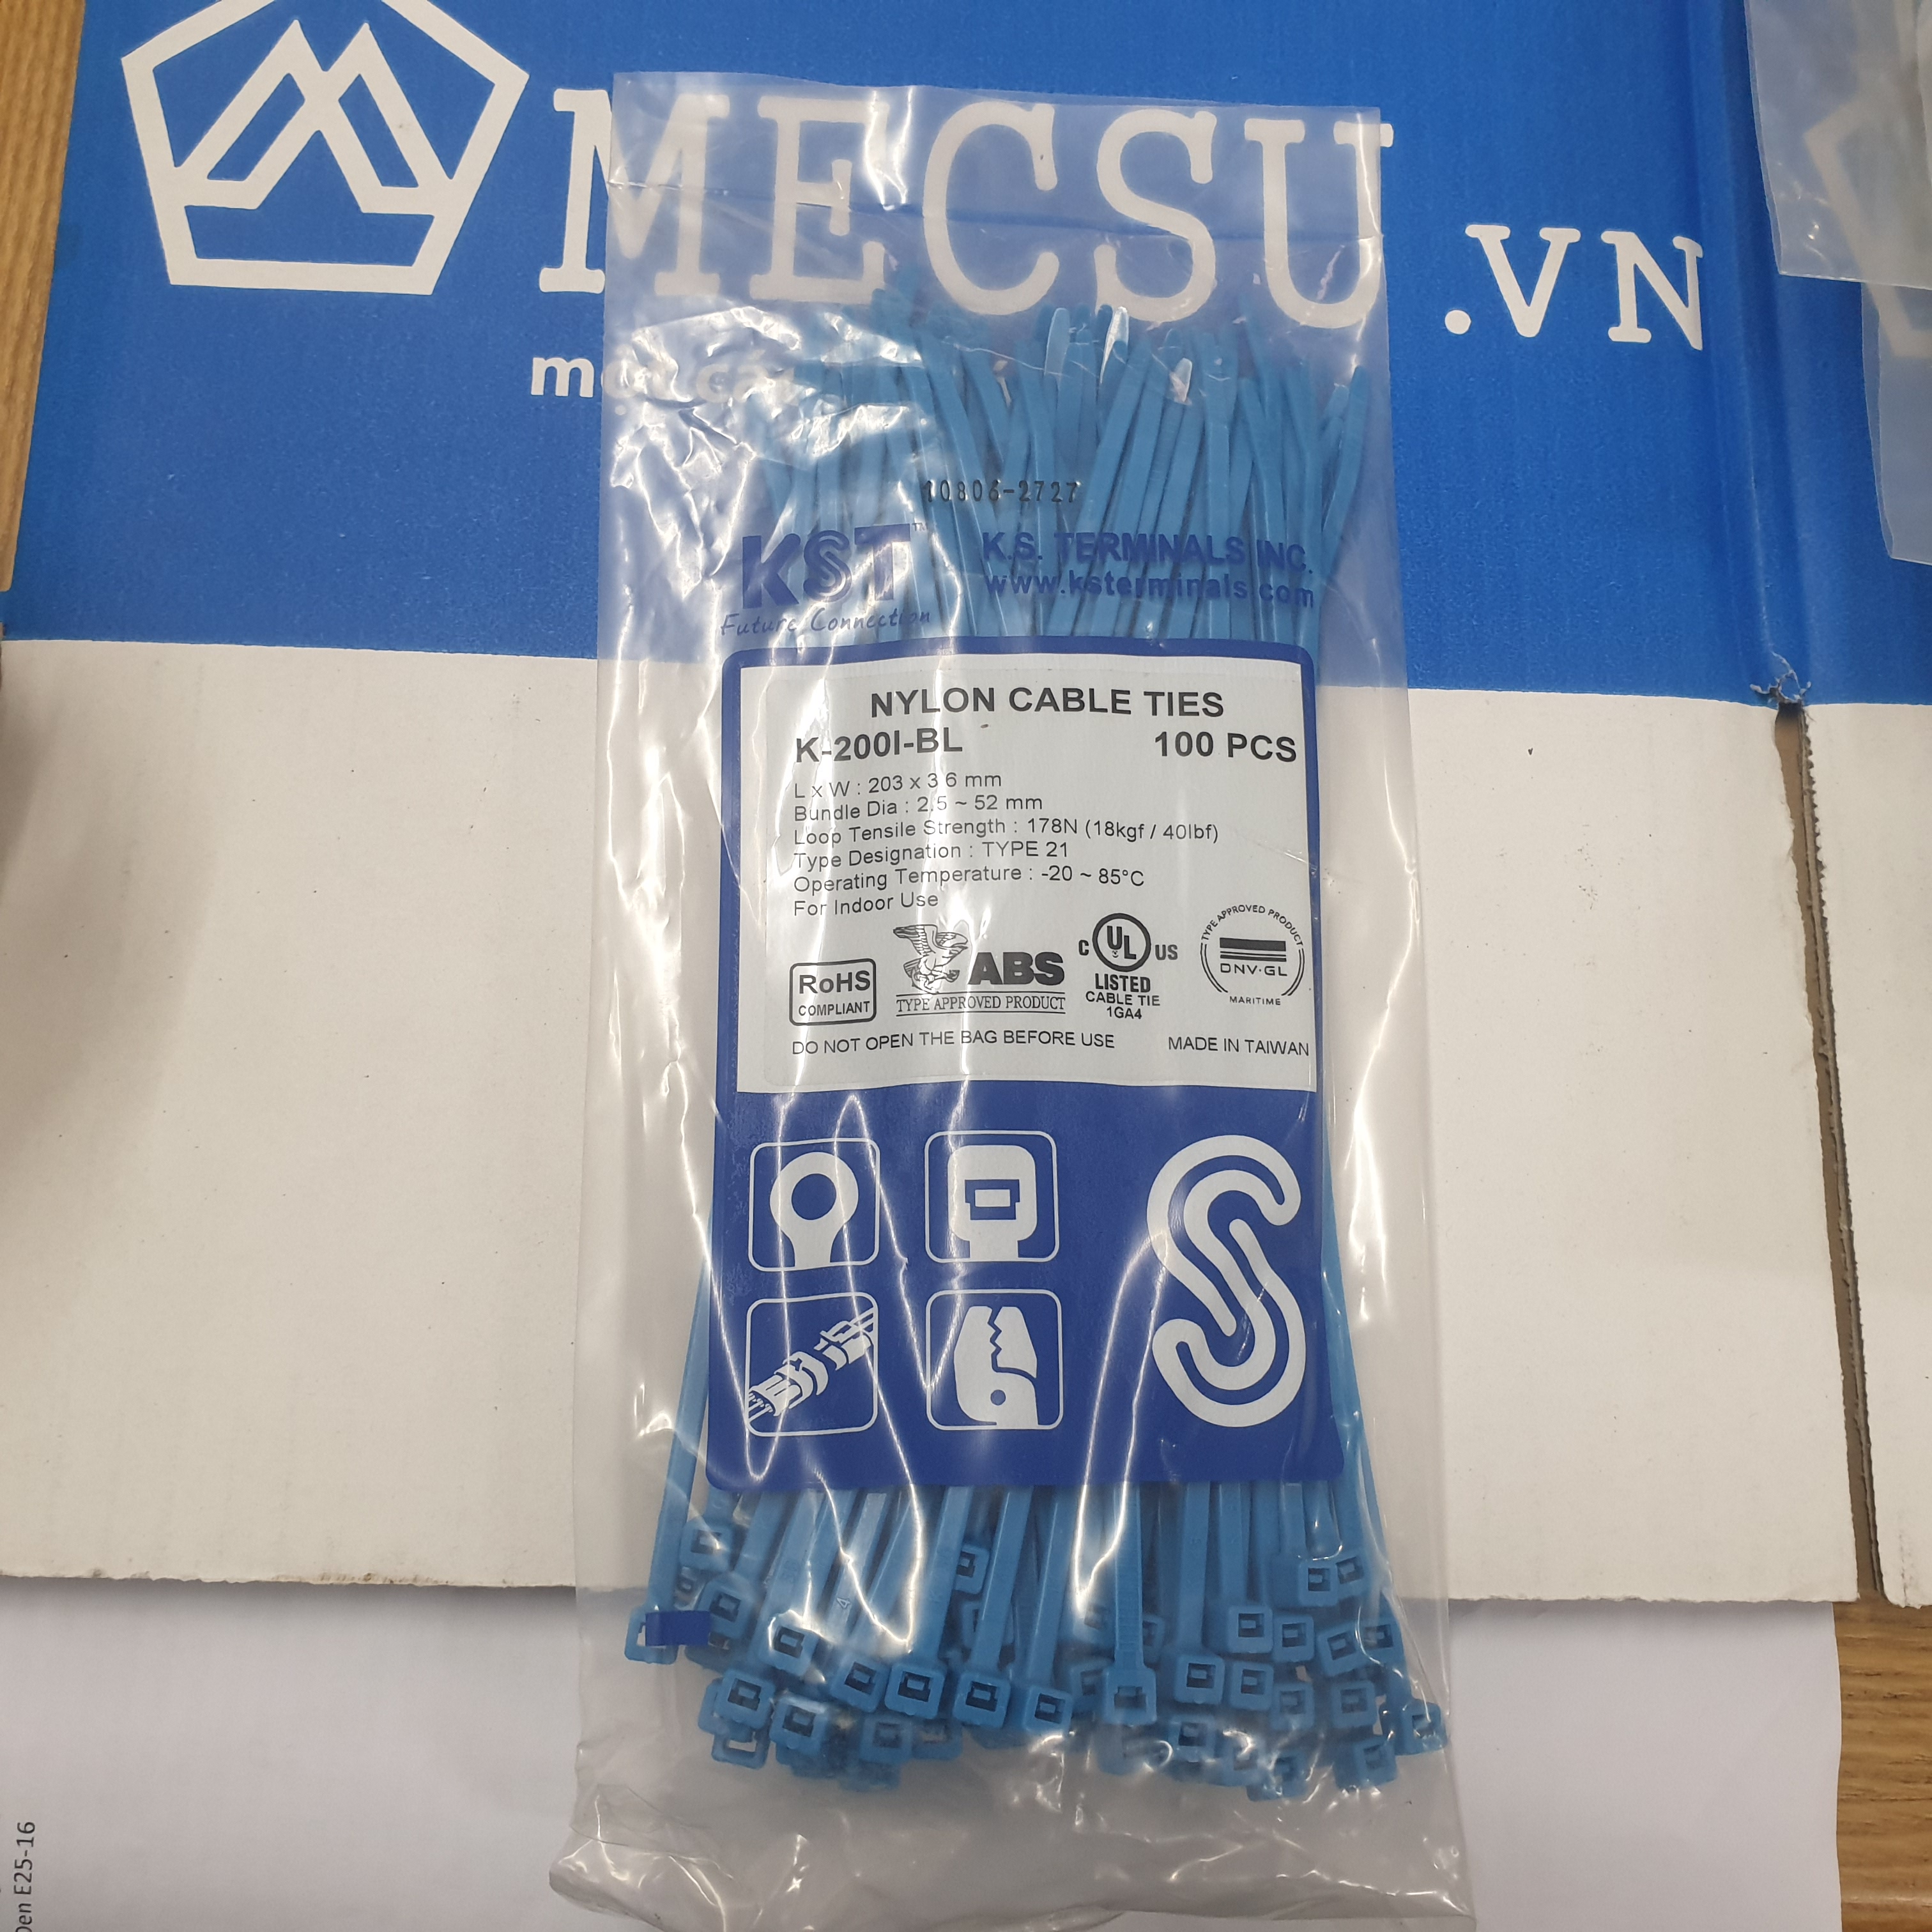 MECSU
.VN
10806-2727
KST™
Future Connection
K.S. TERMINALS INC.
www.ksterminals.com
NYLON CABLE TIES
K-200I-BL 100 PCS
L x W : 203 x 3.6 mm
Bundle Dia : 2.5 ~ 52 mm
Loop Tensile Strength : 178N (18kgf / 40lbf)
Type Designation : TYPE 21
Operating Temperature : -20 ~ 85°C
For Indoor Use
RoHS
COMPLIANT
ABS
TYPE APPROVED PRODUCT
C UL US
LISTED
CABLE TIE
1GA4
TYPE APPROVED PRODUCT
DNV·GL
MARITIME
DO NOT OPEN THE BAG BEFORE USE MADE IN TAIWAN
E25-16